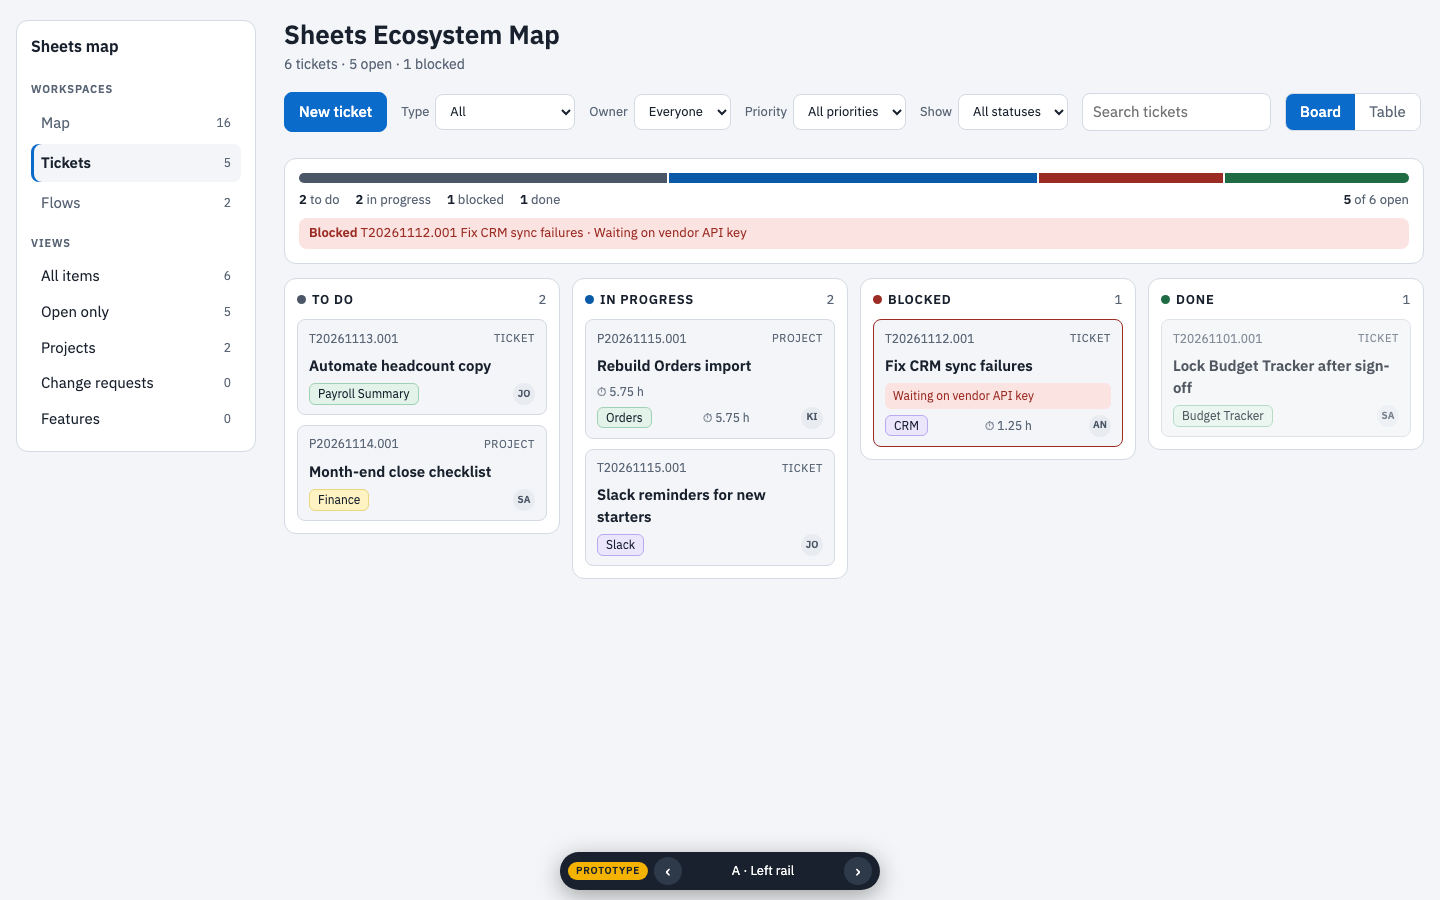 Sheets map
WORKSPACES
Map 16
Tickets 5
Flows 2
VIEWS
All items 6
Open only 5
Projects 2
Change requests 0
Features 0
Sheets Ecosystem Map
6 tickets · 5 open · 1 blocked
New ticket Type All Owner Everyone Priority All priorities Show All statuses Search tickets Board Table
2 to do 2 in progress 1 blocked 1 done 5 of 6 open
Blocked T20261112.001 Fix CRM sync failures · Waiting on vendor API key
TO DO 2
T20261113.001 TICKET
Automate headcount copy
Payroll Summary JO
P20261114.001 PROJECT
Month-end close checklist
Finance SA
IN PROGRESS 2
P20261115.001 PROJECT
Rebuild Orders import
⏱ 5.75 h
Orders ⏱ 5.75 h KI
T20261115.001 TICKET
Slack reminders for new
starters
Slack JO
BLOCKED 1
T20261112.001 TICKET
Fix CRM sync failures
Waiting on vendor API key
CRM ⏱ 1.25 h AN
DONE 1
T20261101.001 TICKET
Lock Budget Tracker after sign-
off
Budget Tracker SA
PROTOTYPE ‹ A · Left rail ›